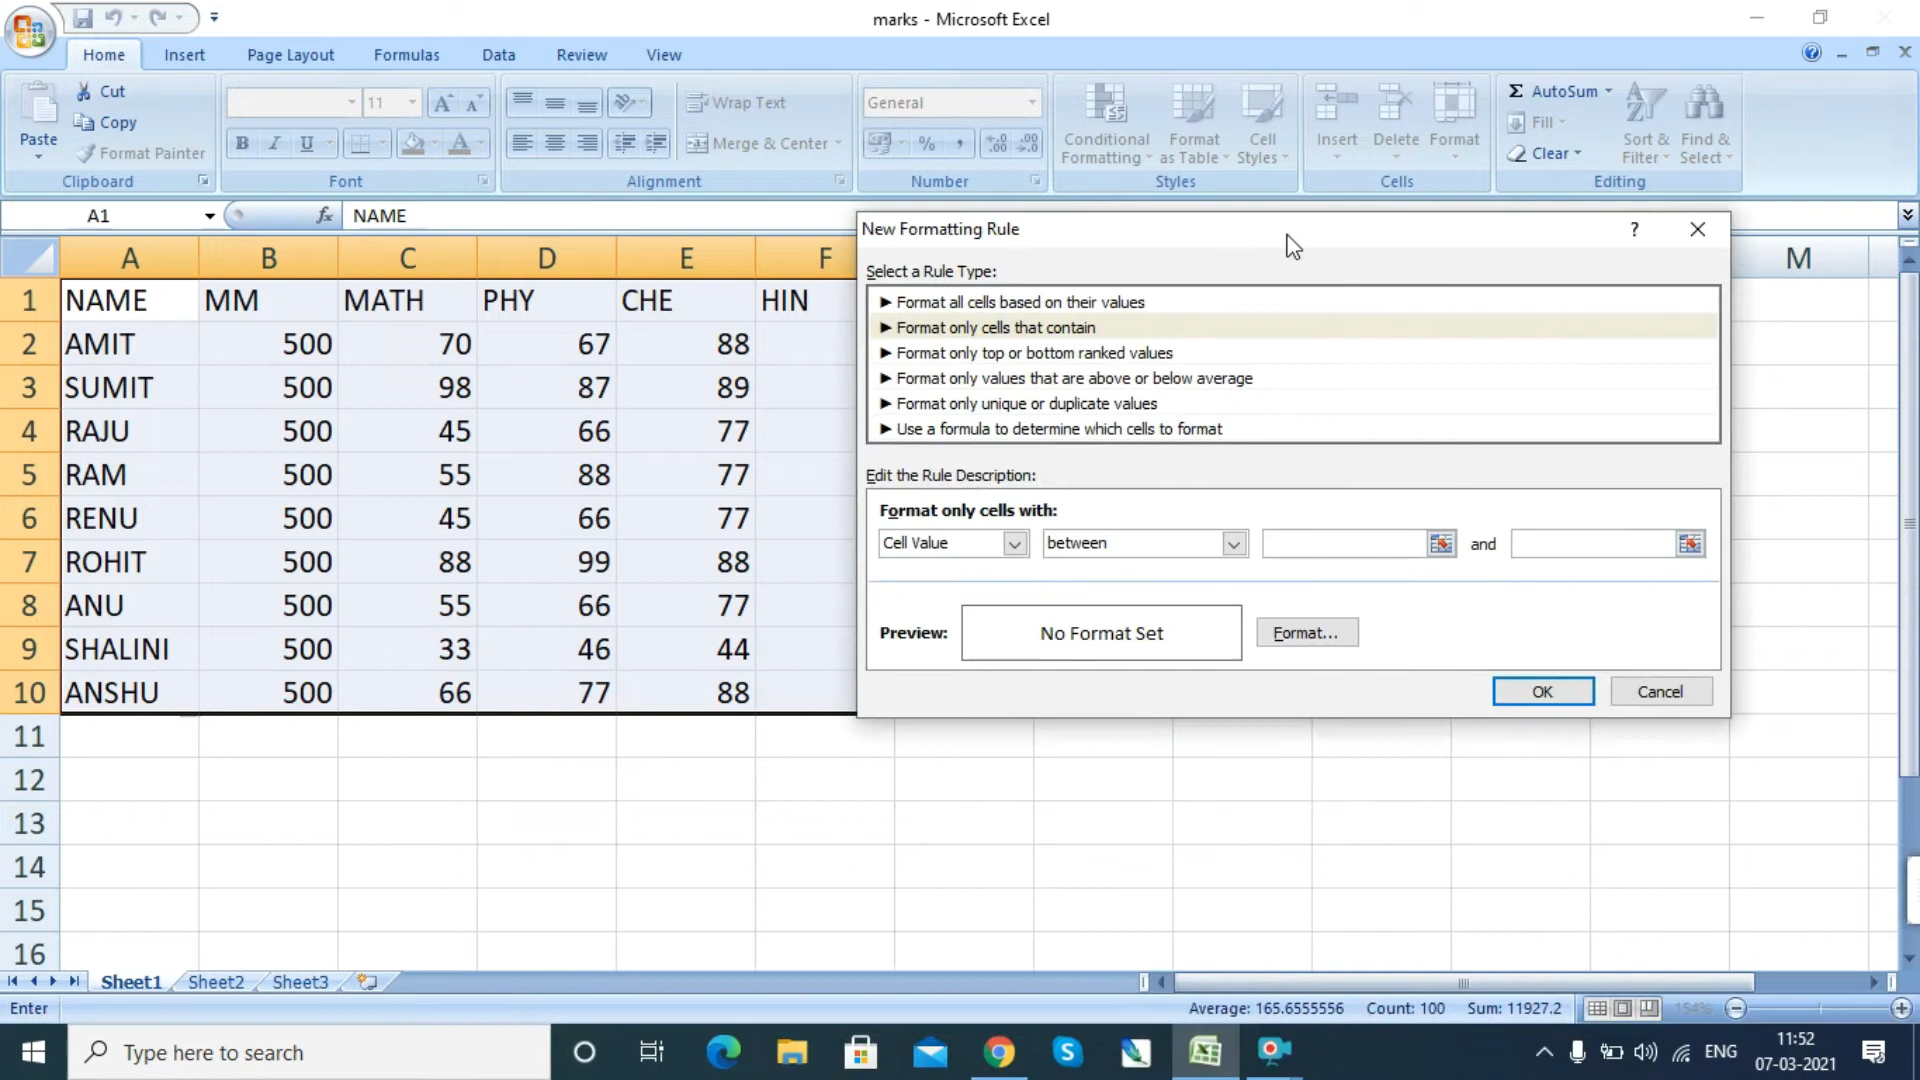 marks - Microsoft Excel
Home Insert Page Layout Formulas Data Review View
Paste
Cut
Copy
Format Painter
Clipboard
11
B I U
A A
Font
Wrap Text
Merge & Center
Alignment
General
% ,
Number
Conditional Formatting
Format as Table
Cell Styles
Styles
Insert Delete Format
Cells
Σ AutoSum
Fill
Clear
Sort & Filter
Find & Select
Editing
A1 fx NAME
A B C D E F M
1 NAME MM MATH PHY CHE HIN
2 AMIT 500 70 67 88
3 SUMIT 500 98 87 89
4 RAJU 500 45 66 77
5 RAM 500 55 88 77
6 RENU 500 45 66 77
7 ROHIT 500 88 99 88
8 ANU 500 55 66 77
9 SHALINI 500 33 46 44
10 ANSHU 500 66 77 88
11
12
13
14
15
16
New Formatting Rule ?
Select a Rule Type:
► Format all cells based on their values
► Format only cells that contain
► Format only top or bottom ranked values
► Format only values that are above or below average
► Format only unique or duplicate values
► Use a formula to determine which cells to format
Edit the Rule Description:
Format only cells with:
Cell Value between and
Preview: No Format Set Format...
OK Cancel
Sheet1 Sheet2 Sheet3
Enter Average: 165.6555556 Count: 100 Sum: 11927.2 154%
Type here to search
ENG
11:52
07-03-2021